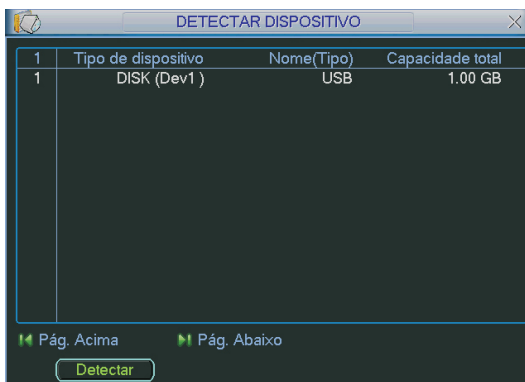 DETECTAR DISPOSITIVO
1 Tipo de dispositivo Nome(Tipo) Capacidade total
1 DISK (Dev1 ) USB 1.00 GB
Pág. Acima Pág. Abaixo
Detectar